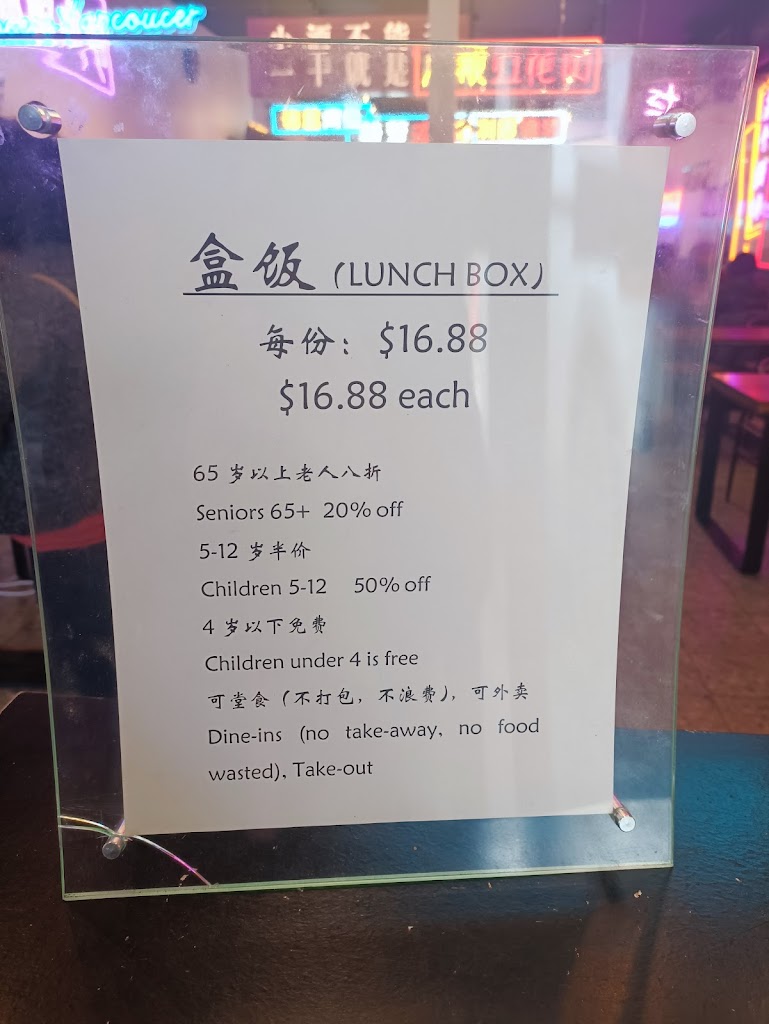 Vancouver
盒饭 (LUNCH BOX)
每份： $16.88
$16.88 each
65 岁以上老人八折
Seniors 65+ 20% off
5-12 岁半价
Children 5-12 50% off
4 岁以下免费
Children under 4 is free
可堂食（不打包，不浪费），可外卖
Dine-ins (no take-away, no food
wasted), Take-out